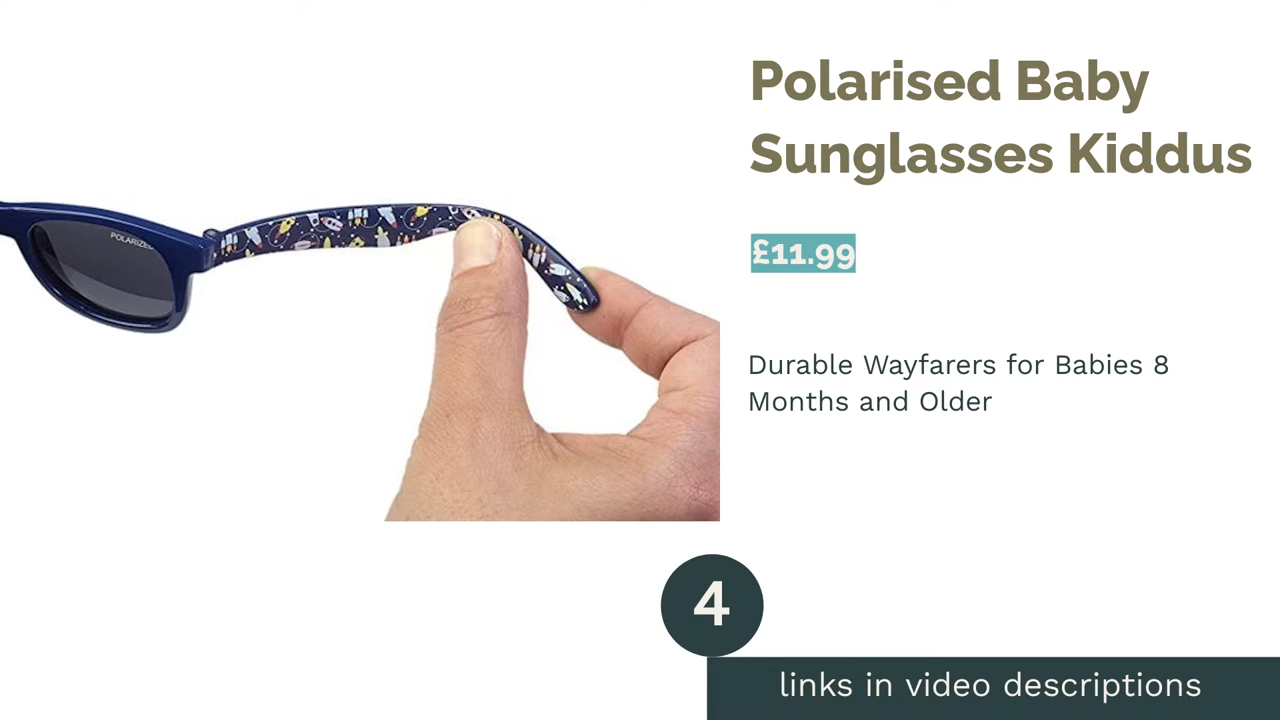 Polarised Baby
Sunglasses Kiddus
£11.99
POLARIZED
Durable Wayfarers for Babies 8
Months and Older
4
links in video descriptions